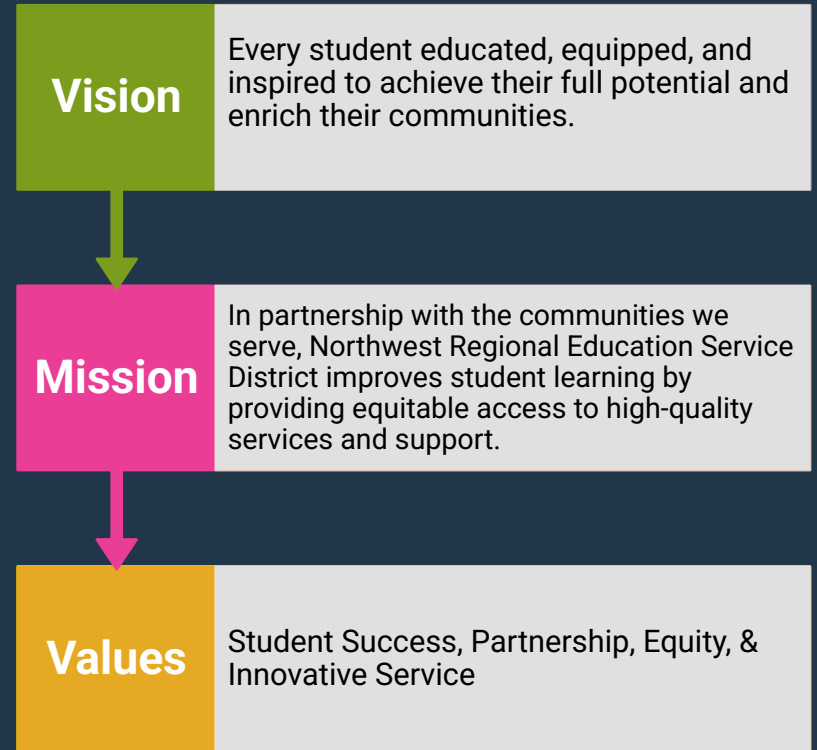 Vision
Every student educated, equipped, and
inspired to achieve their full potential and
enrich their communities.
Mission
In partnership with the communities we
serve, Northwest Regional Education Service
District improves student learning by
providing equitable access to high-quality
services and support.
Values
Student Success, Partnership, Equity, &
Innovative Service